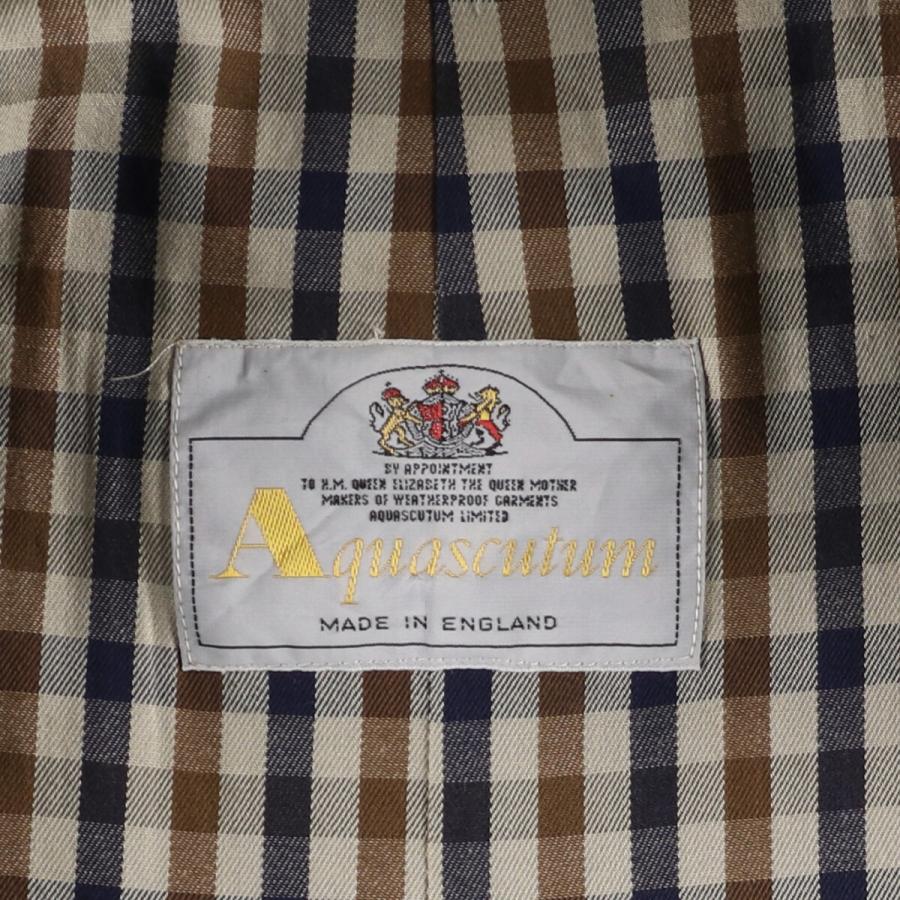 BY APPOINTMENT
TO H.M. QUEEN ELIZABETH THE QUEEN MOTHER
MAKERS OF WEATHERPROOF GARMENTS
AQUASCUTUM LIMITED
Aquascutum
MADE IN ENGLAND